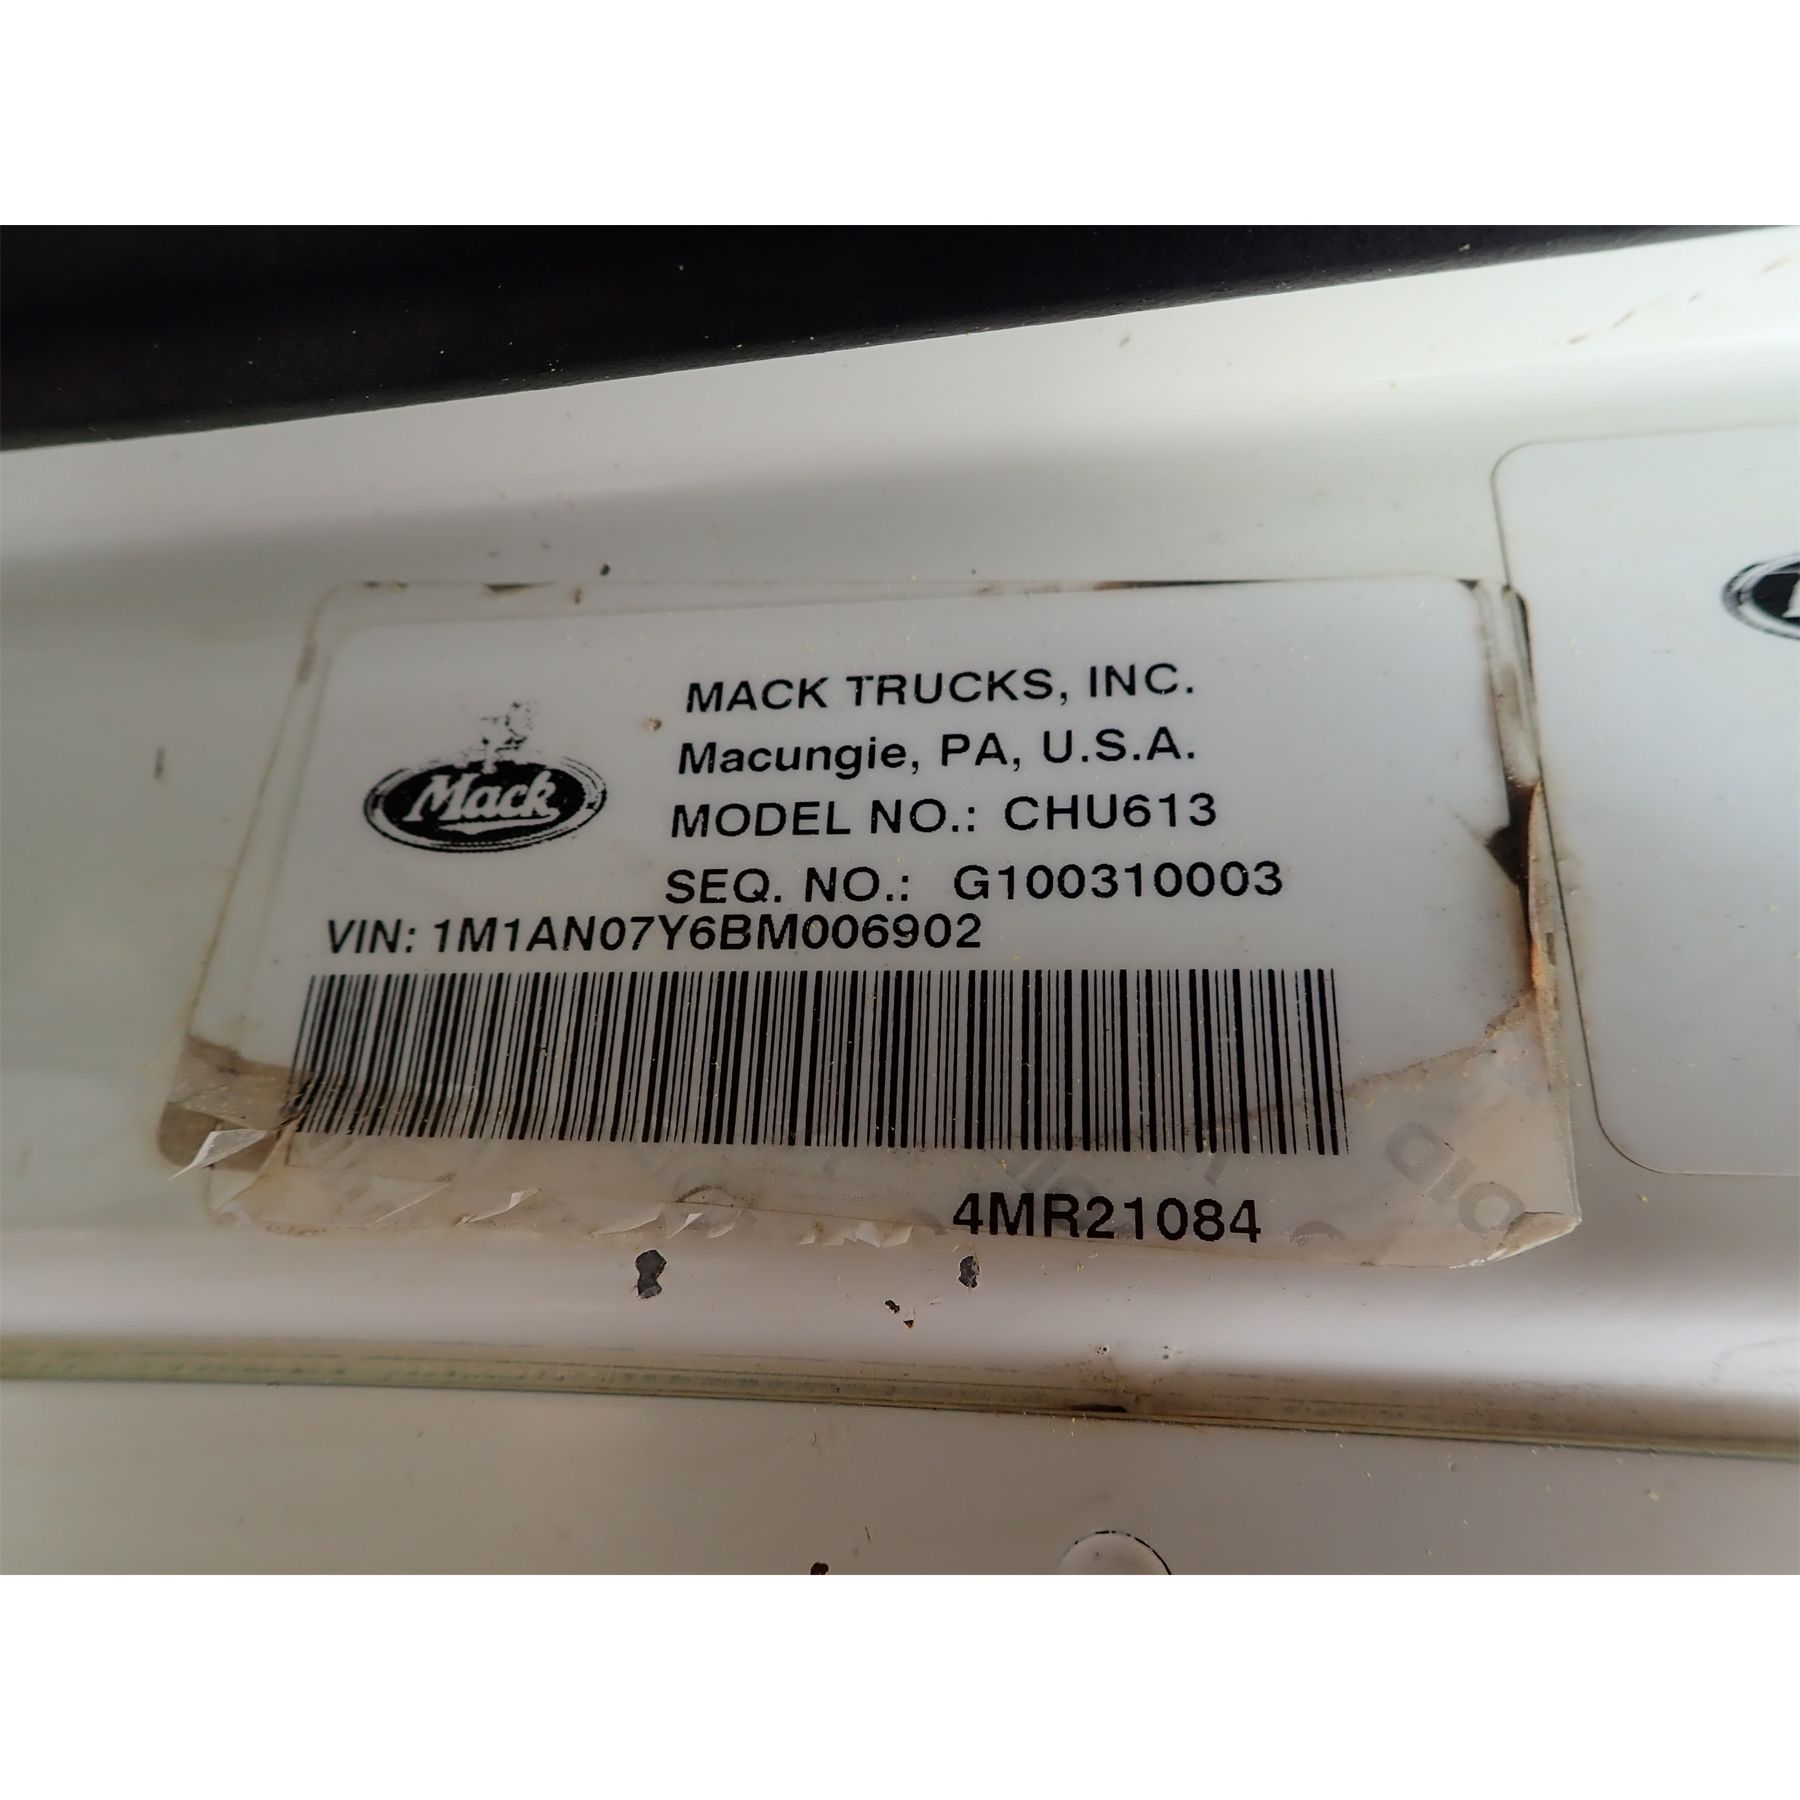 Mack
MACK TRUCKS, INC.
Macungie, PA, U.S.A.
MODEL NO.: CHU613
SEQ. NO.: G100310003
VIN: 1M1AN07Y6BM006902
4MR21084